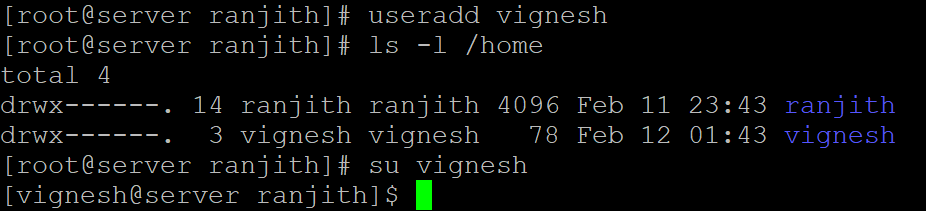 [root@server ranjith]# useradd vignesh
[root@server ranjith]# ls -l /home
total 4
drwx------. 14 ranjith ranjith 4096 Feb 11 23:43 ranjith
drwx------.  3 vignesh vignesh   78 Feb 12 01:43 vignesh
[root@server ranjith]# su vignesh
[vignesh@server ranjith]$